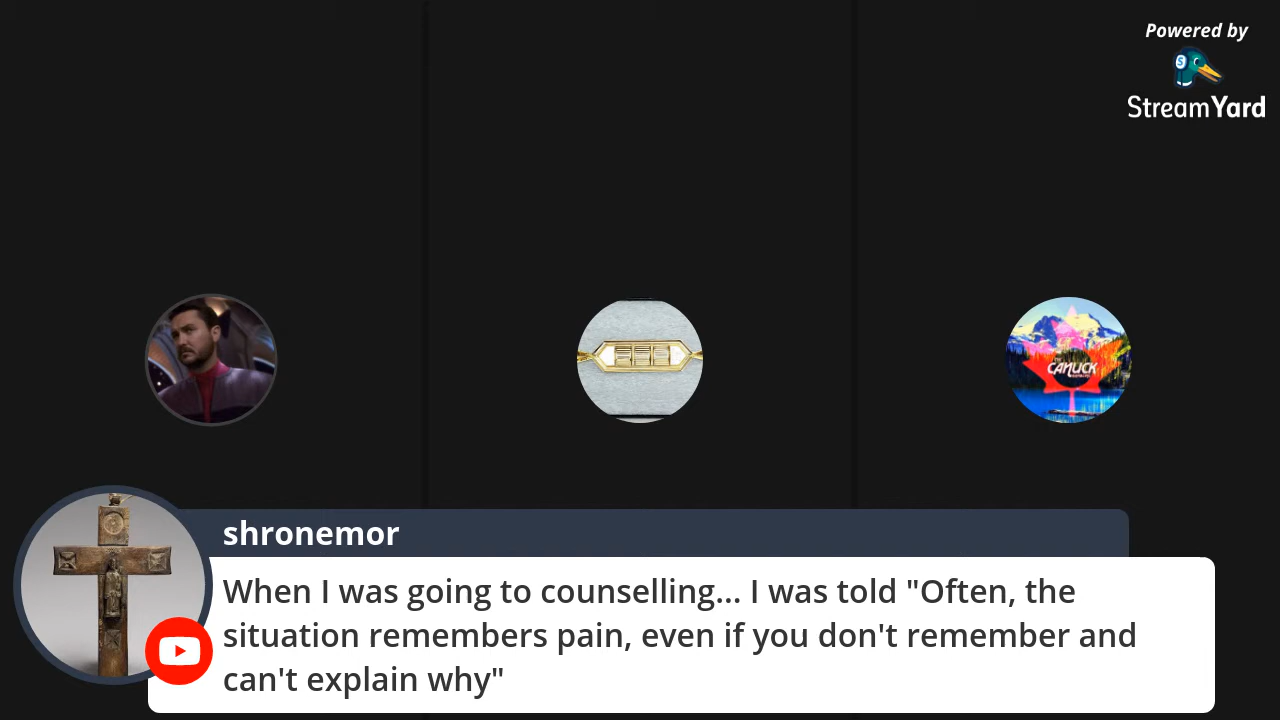 Powered by
StreamYard
CANUCK
shronemor
When I was going to counselling... I was told "Often, the
situation remembers pain, even if you don't remember and
can't explain why"